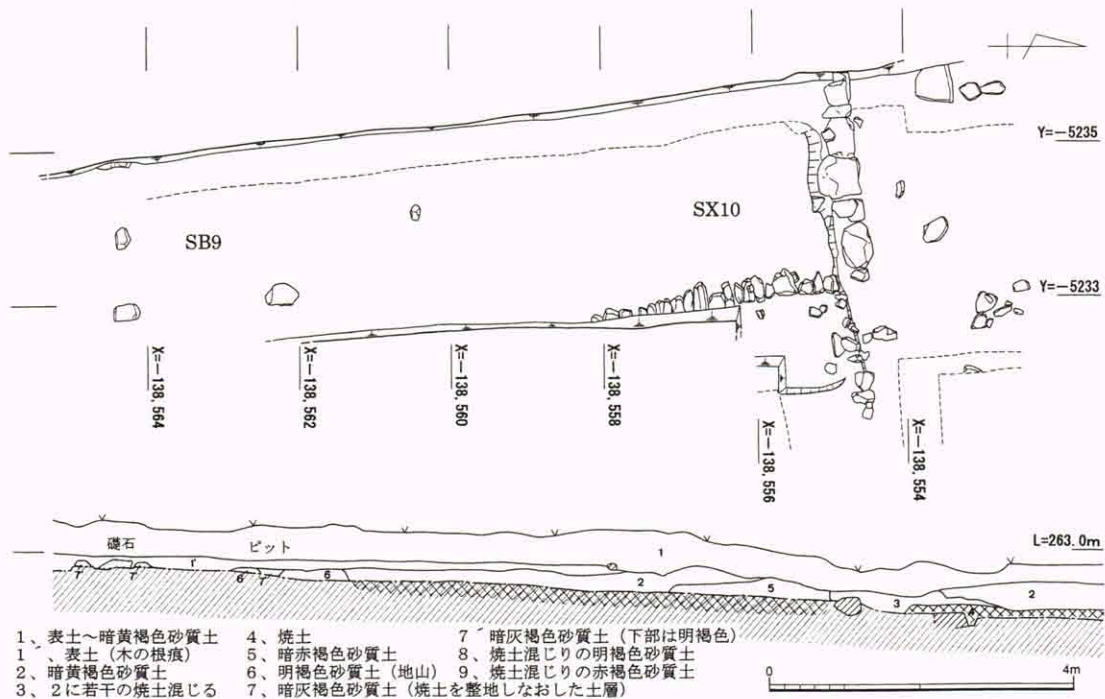 Y=-5235
SX10
SB9
Y=-5233
X=-138,564
X=-138,562
X=-138,560
X=-138,558
X=-138,556
X=-138,554
礎石
ピット
L=263.0m
1
1'
2
2
3
5
6
6
7
7
7
1、表土～暗黄褐色砂質土
1'、表土（木の根痕）
2、暗黄褐色砂質土
3、2に若干の焼土混じる
4、焼土
5、暗赤褐色砂質土
6、明褐色砂質土（地山）
7、暗灰褐色砂質土（焼土を整地しなおした土層）
7' 暗灰褐色砂質土（下部は明褐色）
8、焼土混じりの明褐色砂質土
9、焼土混じりの赤褐色砂質土
0 4m